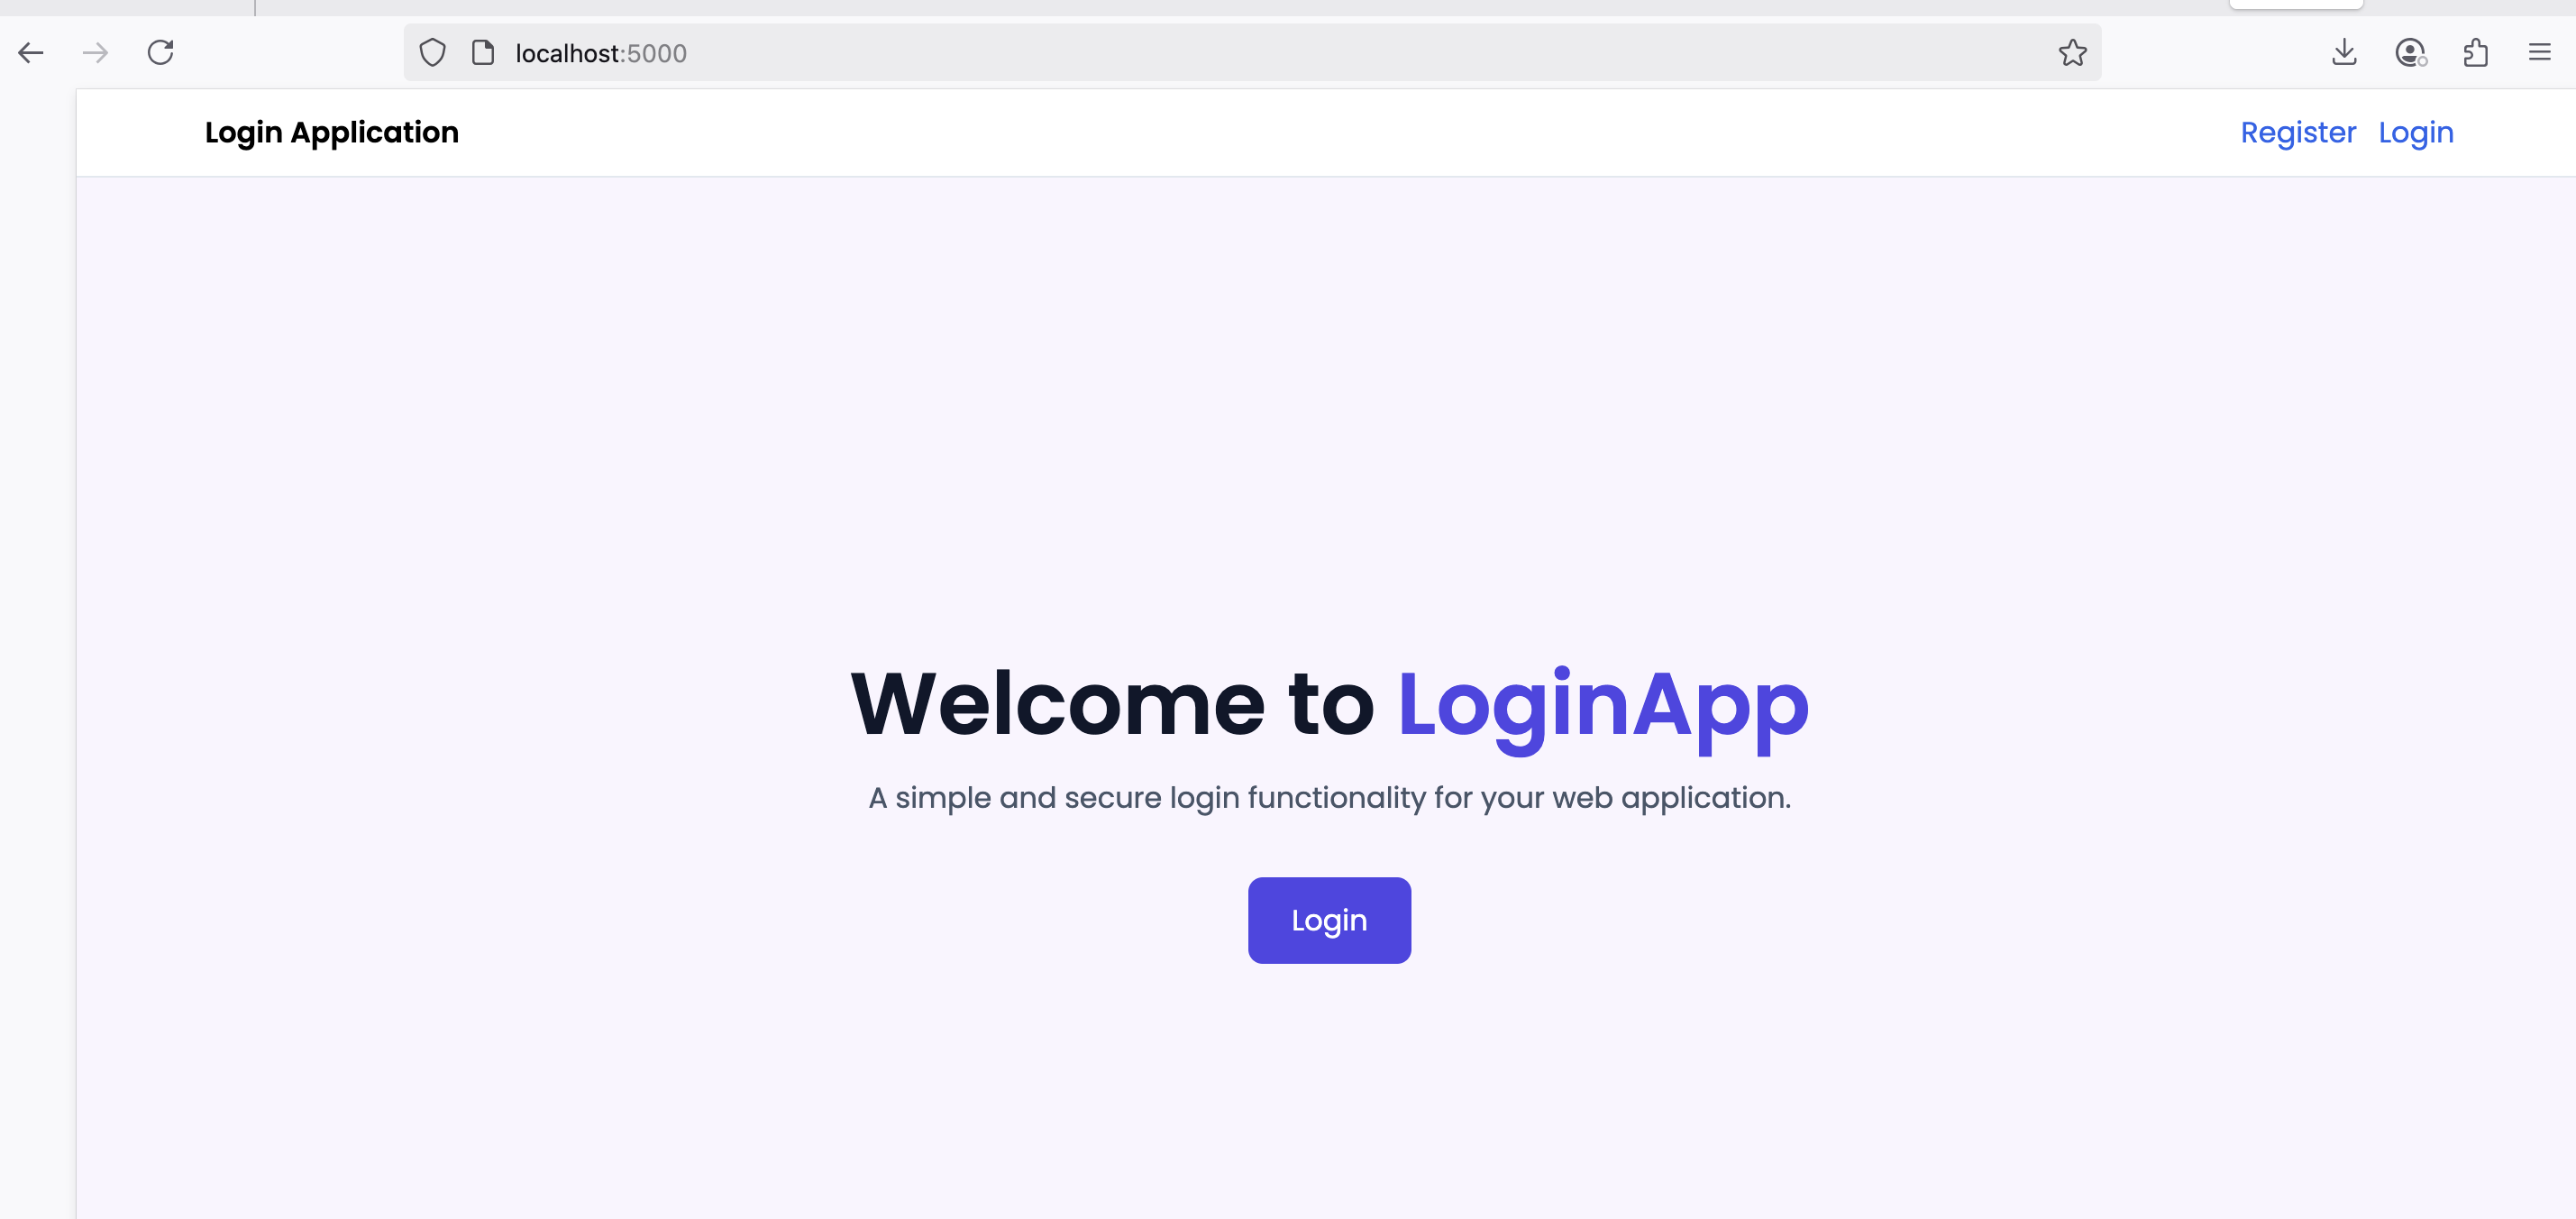 localhost:5000
Login Application
Register Login
Welcome to LoginApp
A simple and secure login functionality for your web application.
Login